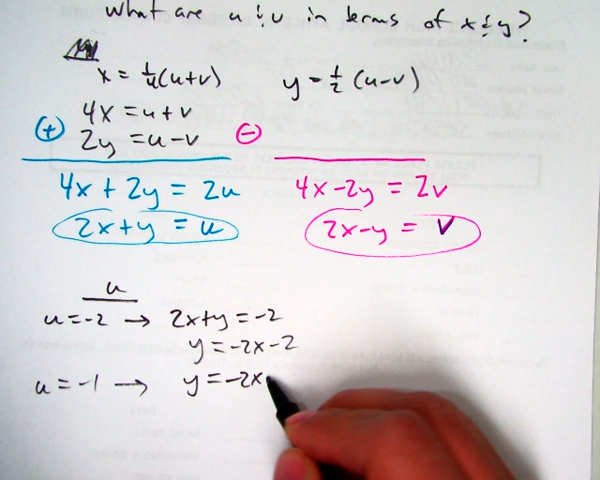 What are u & v in terms of x & y?
x = 1/4(u+v) y = 1/2 (u-v)
4x = u+v
2y = u-v
+ -
4x + 2y = 2u 4x-2y = 2v
2x+y = u 2x-y = v
u
u=-2 → 2x+y=-2
y=-2x-2
u=-1 → y=-2x